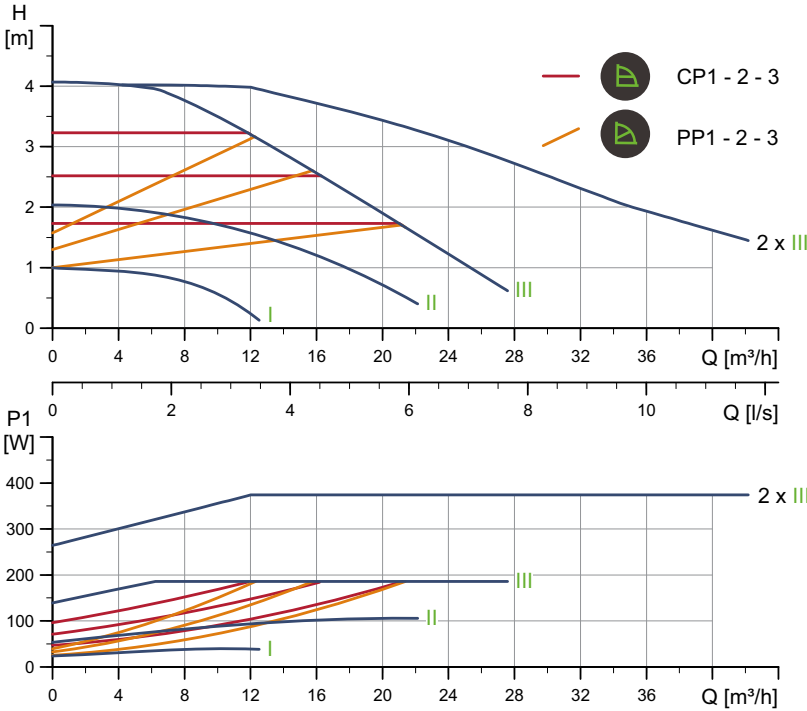 H
[m]
4
3
2
1
0
CP1 - 2 - 3
PP1 - 2 - 3
2 x III
III
II
I
0 4 8 12 16 20 24 28 32 36 Q [m³/h]
0 2 4 6 8 10 Q [l/s]
P1
[W]
400
300
200
100
0
2 x III
III
II
I
0 4 8 12 16 20 24 28 32 36 Q [m³/h]